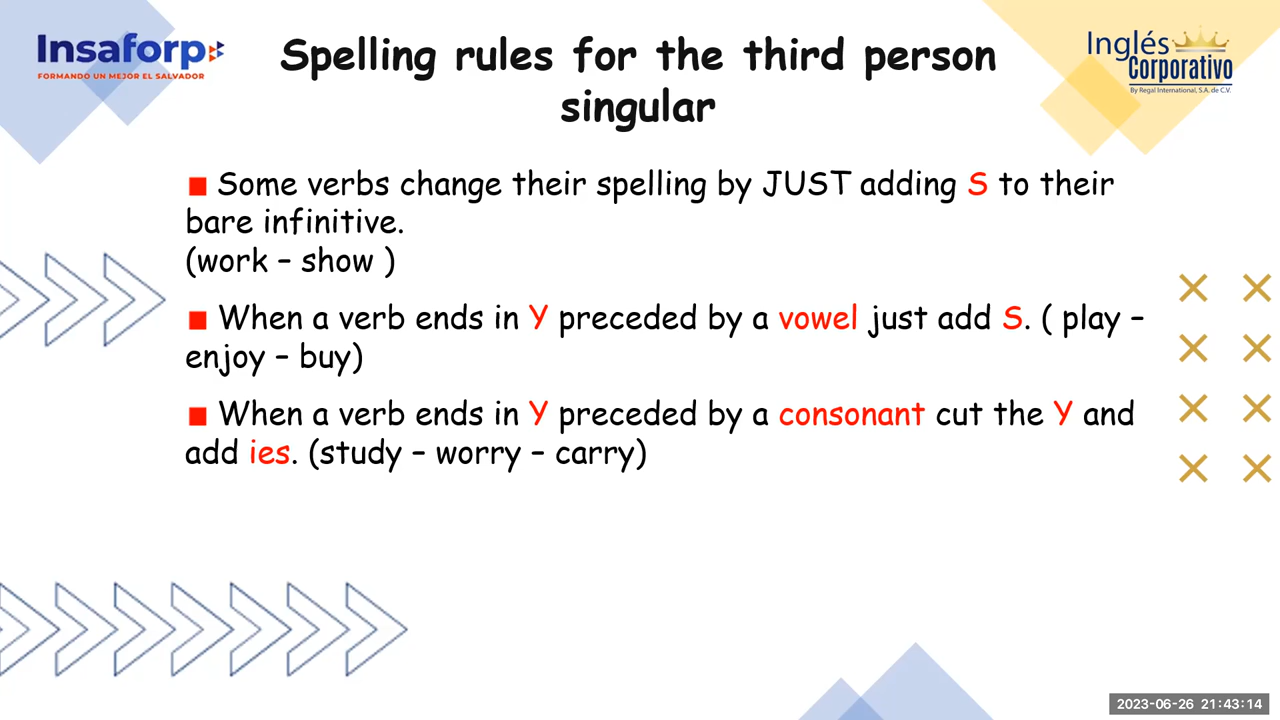 Insaforp
FORMANDO UN MEJOR EL SALVADOR
Spelling rules for the third person
singular
Inglés
Corporativo
By Regal International, S.A. de C.V.
■ Some verbs change their spelling by JUST adding S to their
bare infinitive.
(work – show )
■ When a verb ends in Y preceded by a vowel just add S. ( play –
enjoy – buy)
■ When a verb ends in Y preceded by a consonant cut the Y and
add ies. (study – worry – carry)
2023-06-26 21:43:14